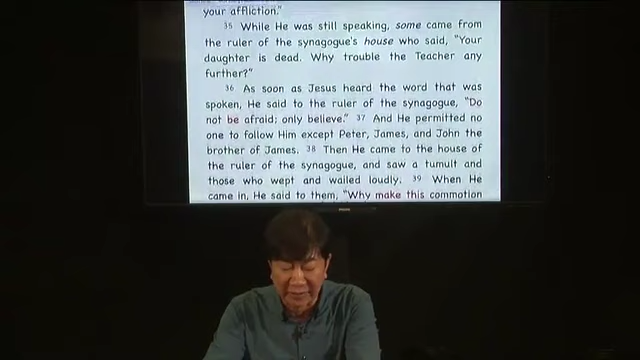 your affliction."
35 While He was still speaking, some came from
the ruler of the synagogue's house who said, "Your
daughter is dead. Why trouble the Teacher any
further?"
36 As soon as Jesus heard the word that was
spoken, He said to the ruler of the synagogue, "Do
not be afraid; only believe." 37 And He permitted no
one to follow Him except Peter, James, and John the
brother of James. 38 Then He came to the house of
the ruler of the synagogue, and saw a tumult and
those who wept and wailed loudly. 39 When He
came in, He said to them, "Why make this commotion